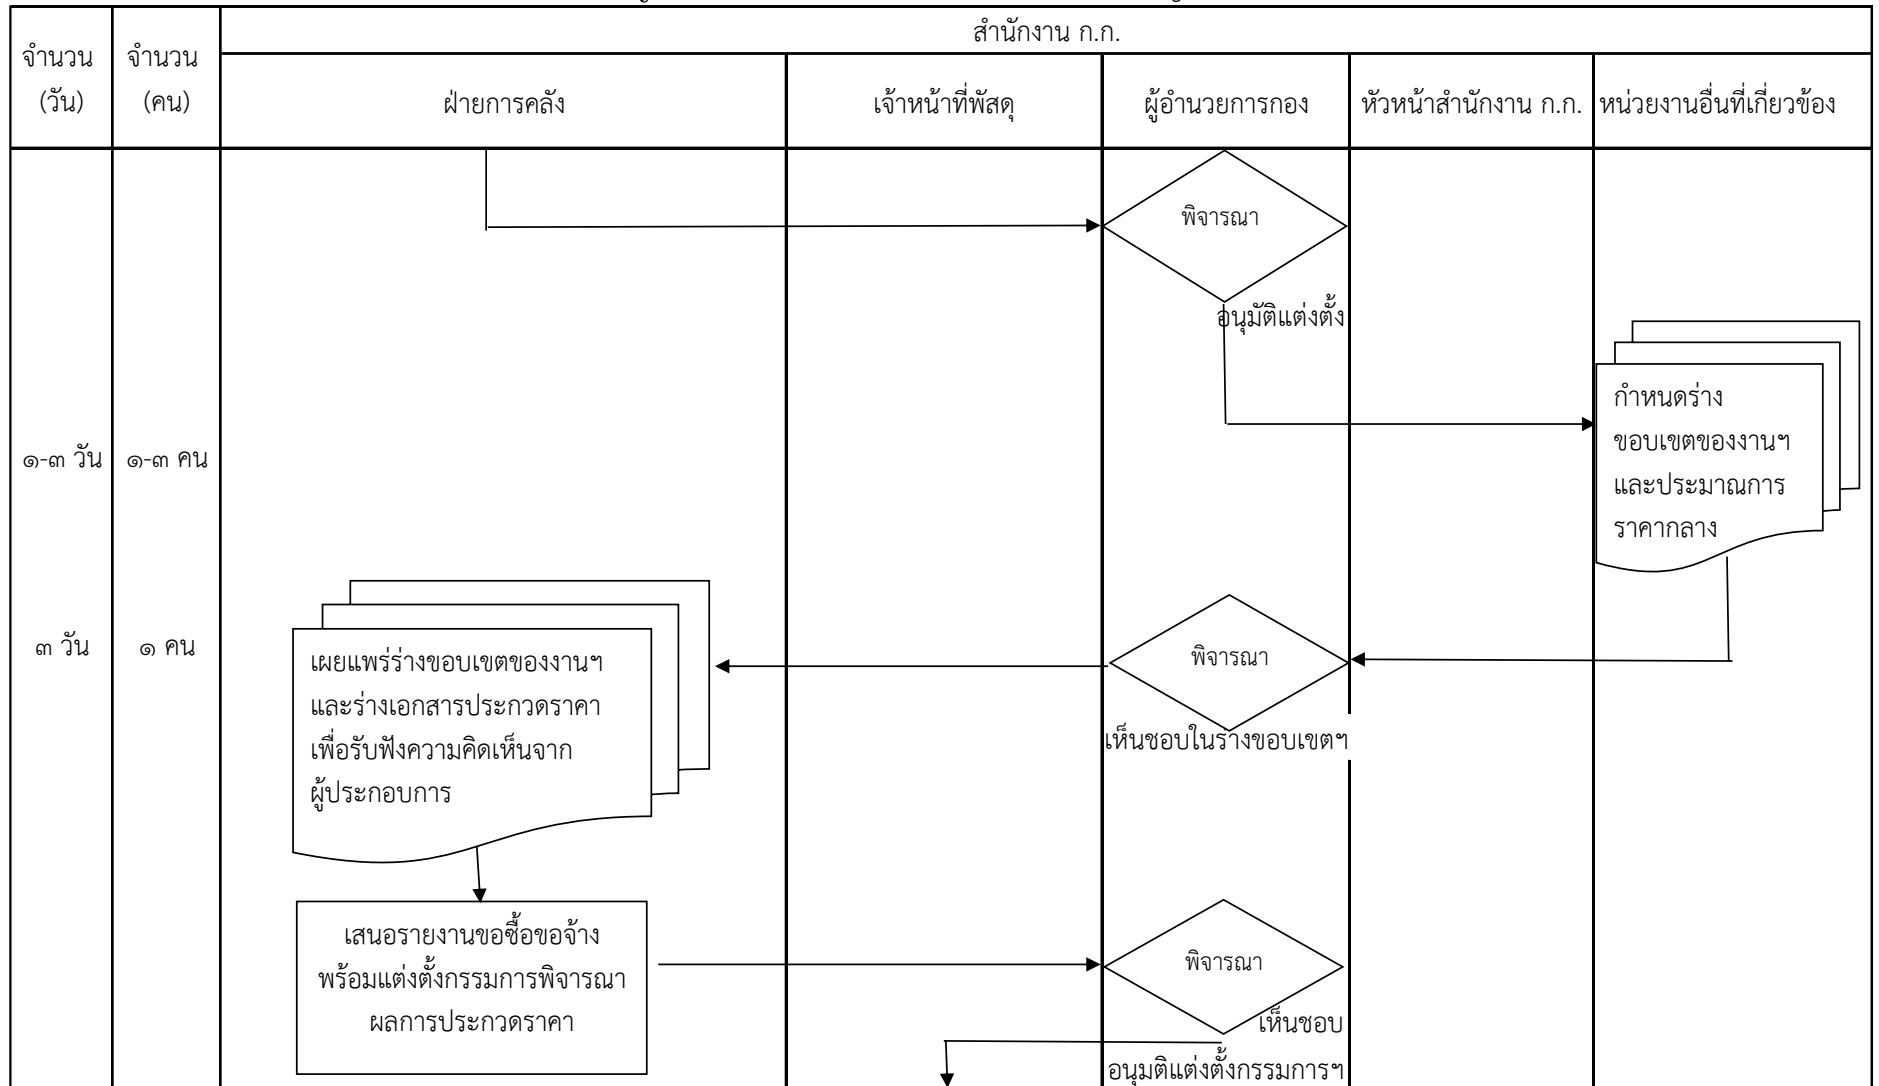 สำนักงาน ก.ก.
จำนวน
(วัน)
จำนวน
(คน)
ฝ่ายการคลัง
เจ้าหน้าที่พัสดุ
ผู้อำนวยการกอง
หัวหน้าสำนักงาน ก.ก.
หน่วยงานอื่นที่เกี่ยวข้อง
พิจารณา
อนุมัติแต่งตั้ง
กำหนดร่าง
ขอบเขตของงานฯ
และประมาณการ
ราคากลาง
๑-๓ วัน
๑-๓ คน
๓ วัน
๑ คน
เผยแพร่ร่างขอบเขตของงานฯ
และร่างเอกสารประกวดราคา
เพื่อรับฟังความคิดเห็นจาก
ผู้ประกอบการ
พิจารณา
เห็นชอบในร่างขอบเขตฯ
เสนอรายงานขอซื้อขอจ้าง
พร้อมแต่งตั้งกรรมการพิจารณา
ผลการประกวดราคา
พิจารณา
เห็นชอบ
อนุมติแต่งตั้งกรรมการฯ